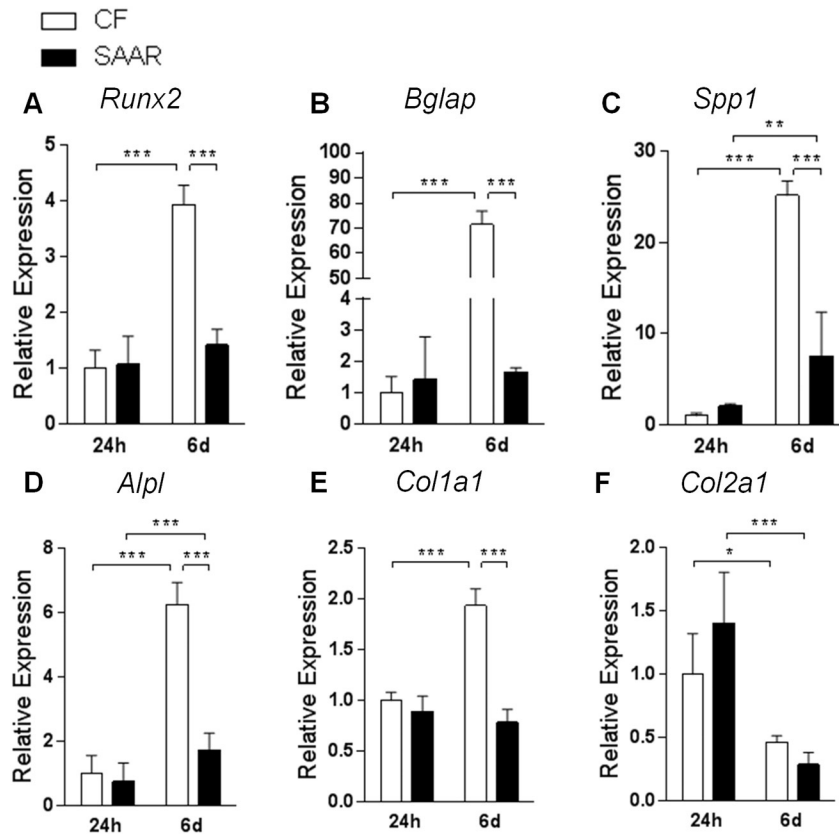 CF
SAAR
A Runx2
Relative Expression
5
4
3
2
1
0
***
***
24h 6d
B Bglap
Relative Expression
100
90
80
70
60
50
4
3
2
1
0
***
***
24h 6d
C Spp1
Relative Expression
30
20
10
0
**
***
***
24h 6d
D Alpl
Relative Expression
8
6
4
2
0
***
***
***
24h 6d
E Col1a1
Relative Expression
2.5
2.0
1.5
1.0
0.5
0.0
***
***
24h 6d
F Col2a1
Relative Expression
2.0
1.5
1.0
0.5
0.0
***
*
24h 6d